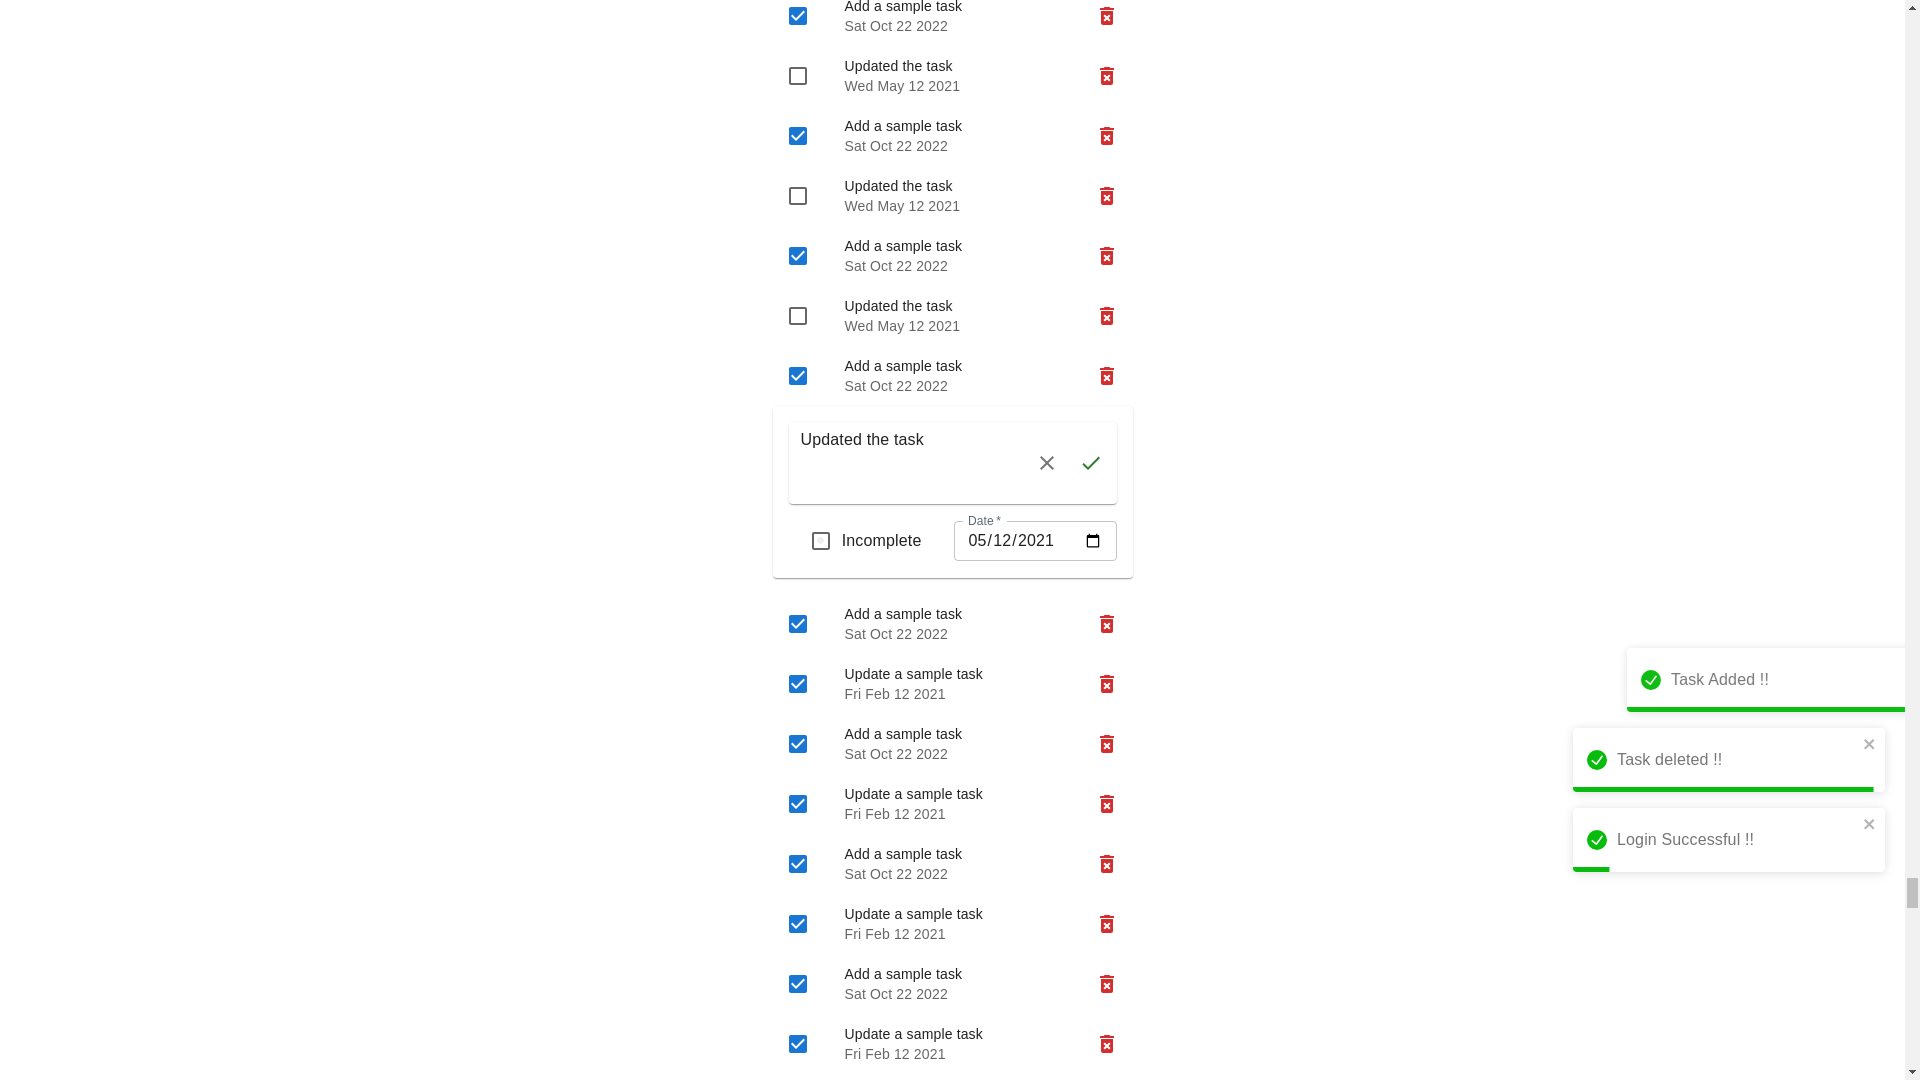 Add a sample task
Sat Oct 22 2022
Updated the task
Wed May 12 2021
Add a sample task
Sat Oct 22 2022
Updated the task
Wed May 12 2021
Add a sample task
Sat Oct 22 2022
Updated the task
Wed May 12 2021
Add a sample task
Sat Oct 22 2022
Updated the task
Date *
Incomplete
05/12/2021
Add a sample task
Sat Oct 22 2022
Update a sample task
Fri Feb 12 2021
Add a sample task
Sat Oct 22 2022
Update a sample task
Fri Feb 12 2021
Add a sample task
Sat Oct 22 2022
Update a sample task
Fri Feb 12 2021
Add a sample task
Sat Oct 22 2022
Update a sample task
Fri Feb 12 2021
Task Added !!
Task deleted !!
Login Successful !!